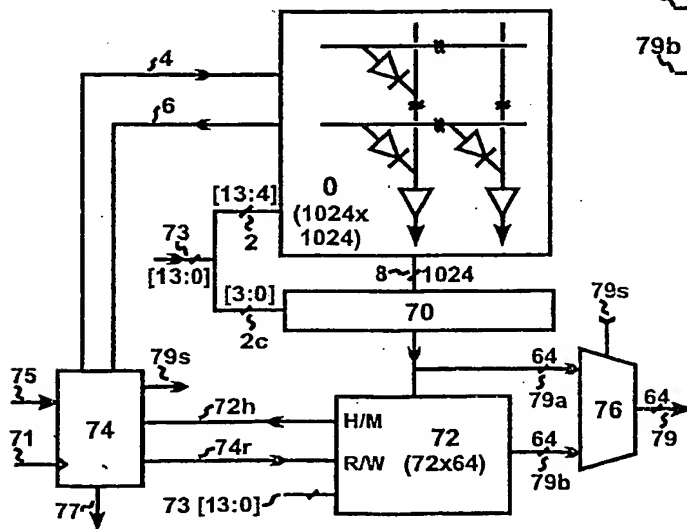 79b
4
6
0
(1024x
1024)
[13:4]
2
73
[13:0]
[3:0]
2c
8
1024
70
79s
75
79s
64
79a
76
64
79
71
74
72h
H/M
72
(72x64)
74r
R/W
64
79b
77
73 [13:0]